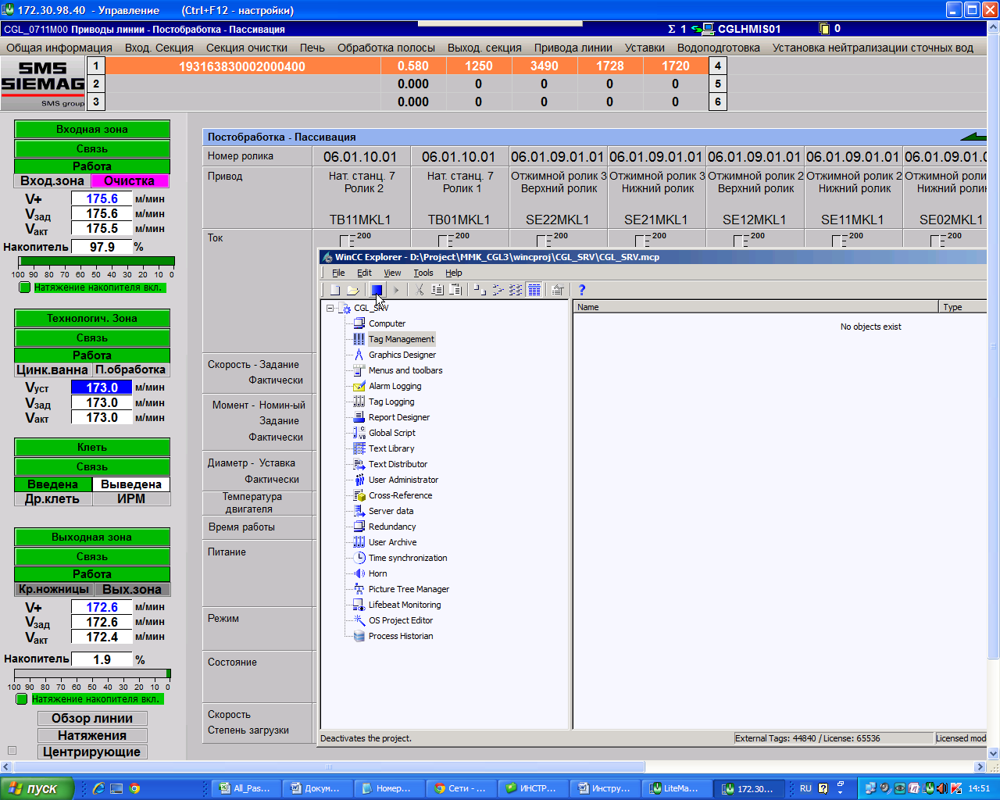 172.30.98.40 - Управление (Ctrl+F12 - настройки)
CGL_0711M00 Приводы линии - Постобработка - Пассивация Σ 1 CGLHMIS01 0
Общая информация Вход. Секция Секция очистки Печь Обработка полосы Выход. секция Привода линии Уставки Водоподготовка Установка нейтрализации сточных вод
SMS SIEMAG
SMS group
1 193163830002000400 0.580 1250 3490 1728 1720 4
2 0.000 0 0 0 0 5
3 0.000 0 0 0 0 6
Входная зона
Связь
Работа
Вход.зона Очистка
V+ 175.6 м/мин
Vзад 175.6 м/мин
Vакт 175.5 м/мин
Накопитель 97.9 %
100 90 80 70 60 50 40 30 20 10 0
Натяжение накопителя вкл.
Технологич. Зона
Связь
Работа
Цинк.ванна П.обработка
Vуст 173.0 м/мин
Vзад 173.0 м/мин
Vакт 173.0 м/мин
Клеть
Связь
Введена Выведена
Др.клеть ИРМ
Выходная зона
Связь
Работа
Кр.ножницы Вых.зона
V+ 172.6 м/мин
Vзад 172.6 м/мин
Vакт 172.4 м/мин
Накопитель 1.9 %
100 90 80 70 60 50 40 30 20 10 0
Натяжение накопителя вкл.
Обзор линии
Натяжения
Центрирующие
Постобработка - Пассивация
Номер ролика 06.01.10.01 06.01.10.01 06.01.09.01 06.01.09.01 06.01.09.01 06.01.09.01 06.01.09.0
Привод Нат. станц. 7 Нат. станц. 7 Отжимной ролик 3 Отжимной ролик 3 Отжимной ролик 2 Отжимной ролик 2 Отжимной роли
Ролик 2 Ролик 1 Верхний ролик Нижний ролик Верхний ролик Нижний ролик Нижний роли
TB11MKL1 TB01MKL1 SE22MKL1 SE21MKL1 SE12MKL1 SE11MKL1 SE02MKL1
Ток 200 200 200 200 200 200 200
Скорость - Задание
Фактически
Момент - Номин-ый
Задание
Фактически
Диаметр - Уставка
Фактически
Температура
двигателя
Время работы
Питание
Режим
Состояние
Скорость
Степень загрузки
WinCC Explorer - D:\Project\MMK_CGL3\wincproj\CGL_SRV\CGL_SRV.mcp
File Edit View Tools Help
CGL_SRV
Computer
Tag Management
Graphics Designer
Menus and toolbars
Alarm Logging
Tag Logging
Report Designer
Global Script
Text Library
Text Distributor
User Administrator
Cross-Reference
Server data
Redundancy
User Archive
Time synchronization
Horn
Picture Tree Manager
Lifebeat Monitoring
OS Project Editor
Process Historian
Name Type
No objects exist
Deactivates the project. External Tags: 44840 / License: 65536 Licensed mod
пуск All_Pas... Докум... Номер... Сети - ... ИНСТР... Инстру... LiteMa... 172.30... RU 14:51